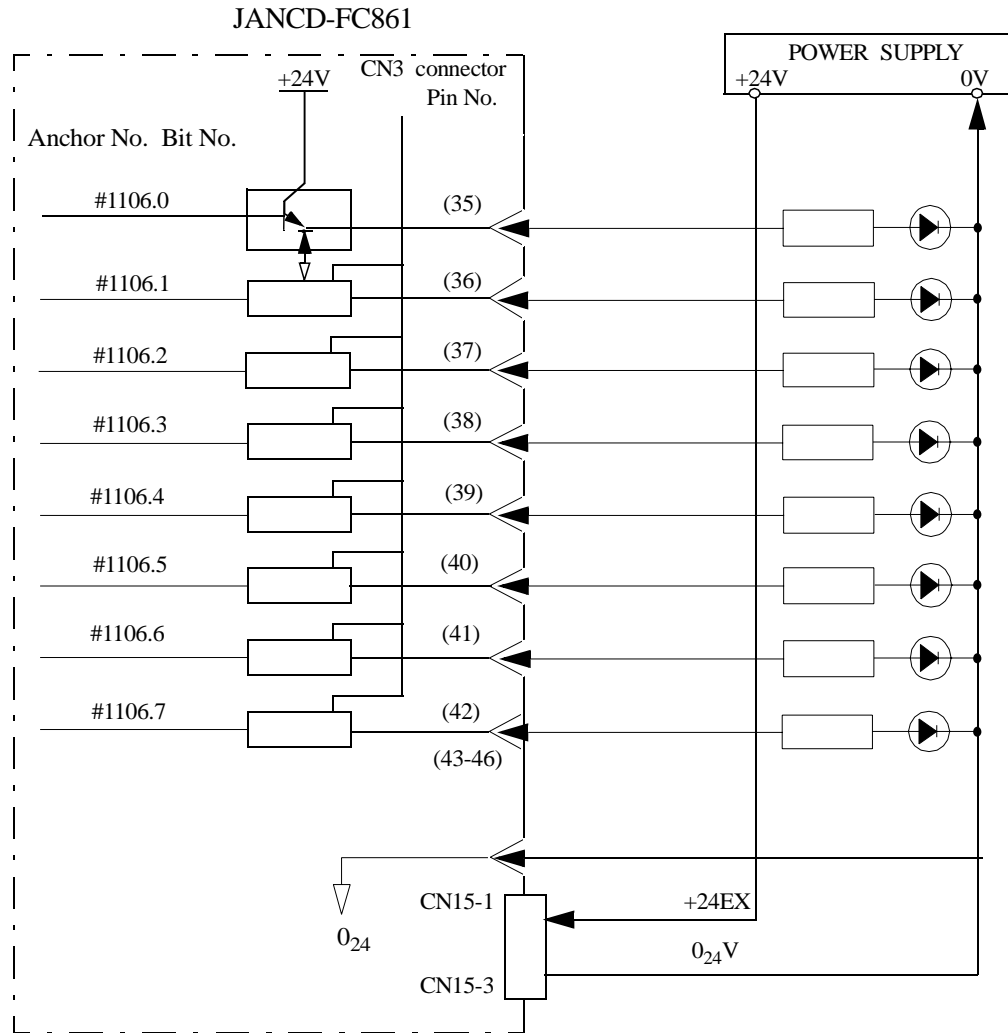 JANCD-FC861
POWER SUPPLY
+24V
0V
CN3 connector
Pin No.
+24V
Anchor No. Bit No.
#1106.0
(35)
#1106.1
(36)
#1106.2
(37)
#1106.3
(38)
#1106.4
(39)
#1106.5
(40)
#1106.6
(41)
#1106.7
(42)
(43-46)
CN15-1
+24EX
0₂₄
0₂₄V
CN15-3